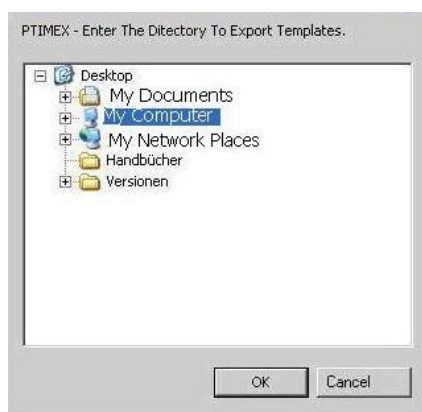 PTIMEX - Enter The Ditectory To Export Templates.
Desktop
My Documents
My Computer
My Network Places
Handbücher
Versionen
OK Cancel